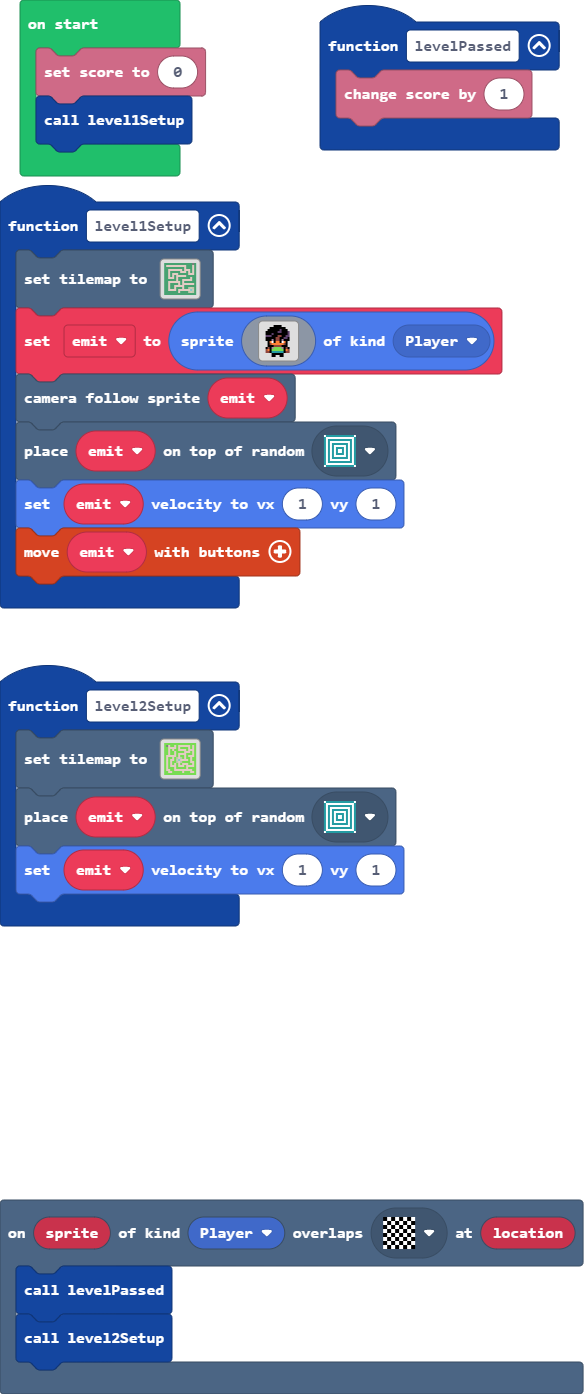 on start
set score to 0
call level1Setup
function levelPassed
change score by 1
function level1Setup
set tilemap to
set emit to sprite of kind Player
camera follow sprite emit
place emit on top of random
set emit velocity to vx 1 vy 1
move emit with buttons
function level2Setup
set tilemap to
place emit on top of random
set emit velocity to vx 1 vy 1
on sprite of kind Player overlaps at location
call levelPassed
call level2Setup